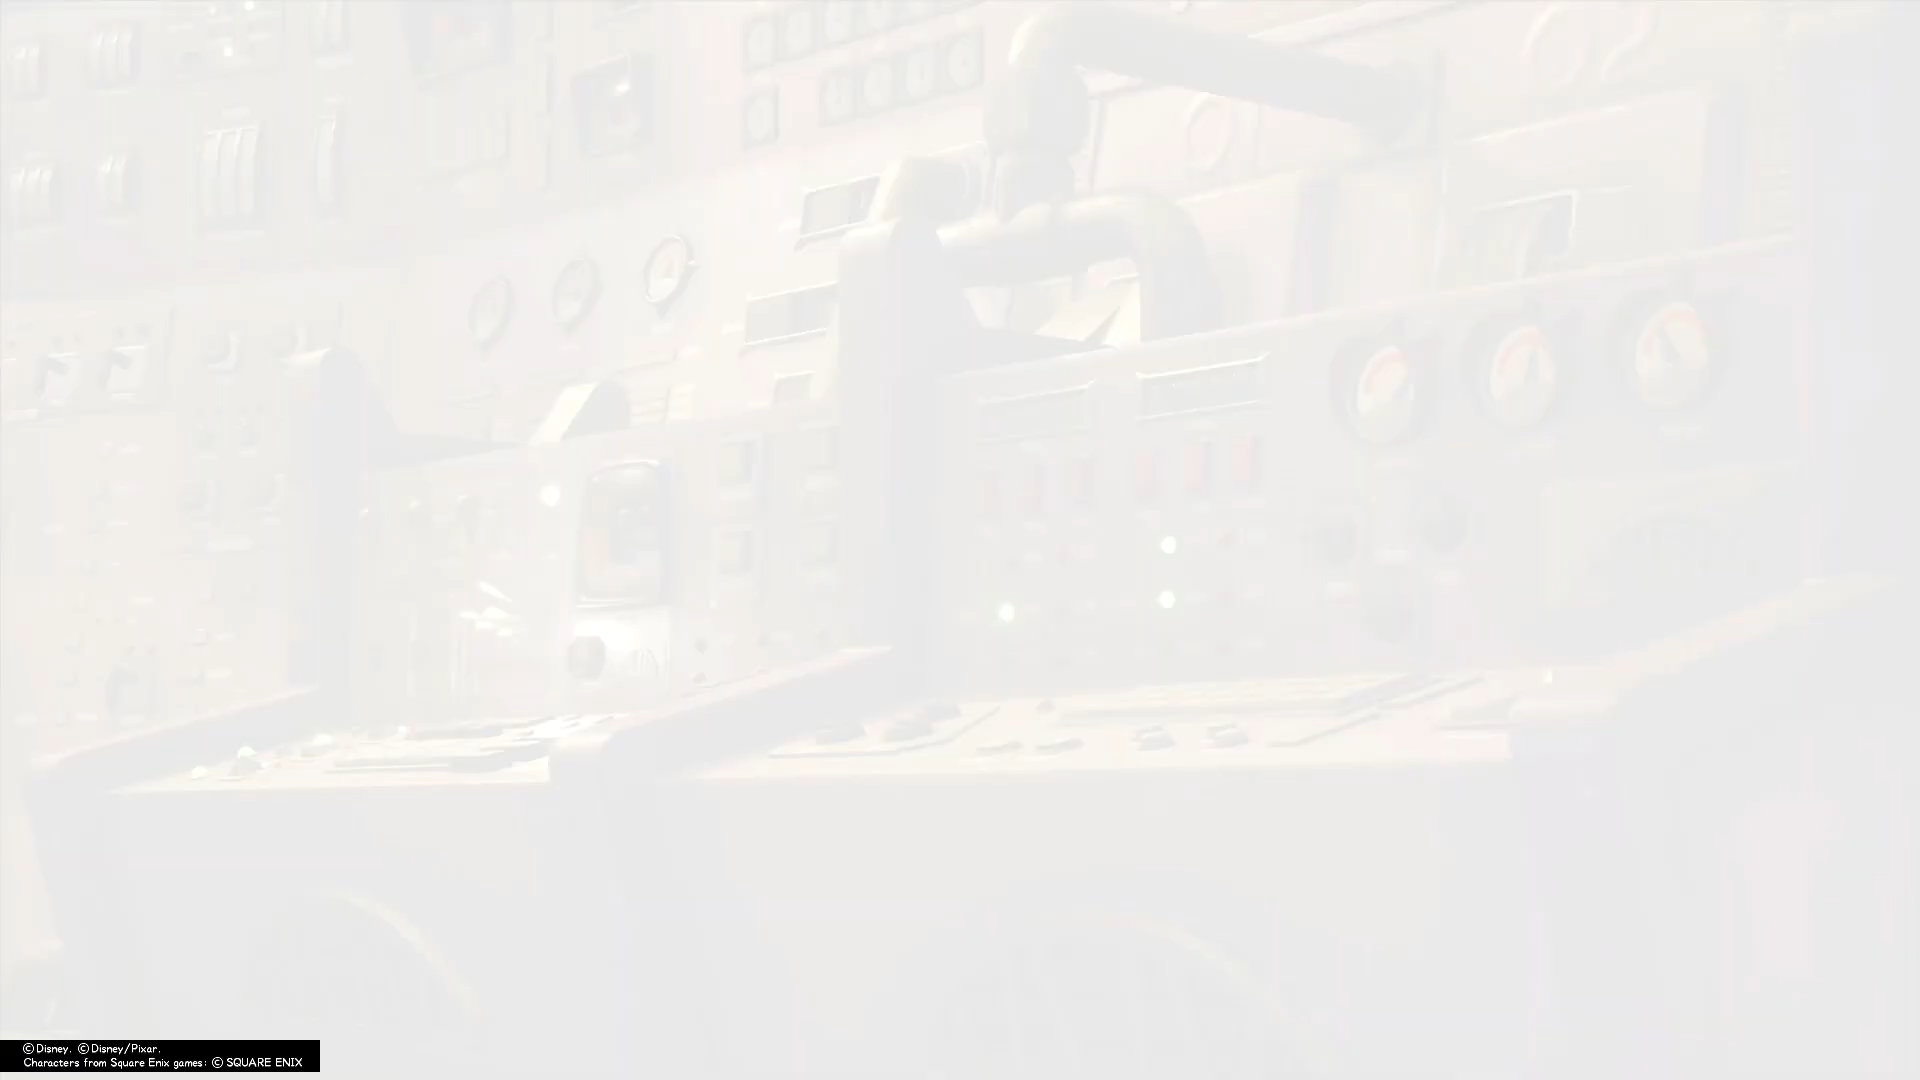 ©Disney. ©Disney/Pixar.
Characters from Square Enix games: © SQUARE ENIX